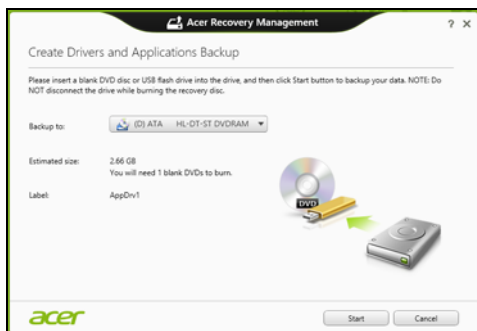 Acer Recovery Management
? ×
Create Drivers and Applications Backup
Please insert a blank DVD disc or USB flash drive into the drive, and then click Start button to backup your data. NOTE: Do
NOT disconnect the drive while burning the recovery disc.
Backup to: (D) ATA HL-DT-ST DVDRAM
Estimated size: 2.66 GB
You will need 1 blank DVDs to burn.
Label: AppDrv1
DVD
acer
Start Cancel